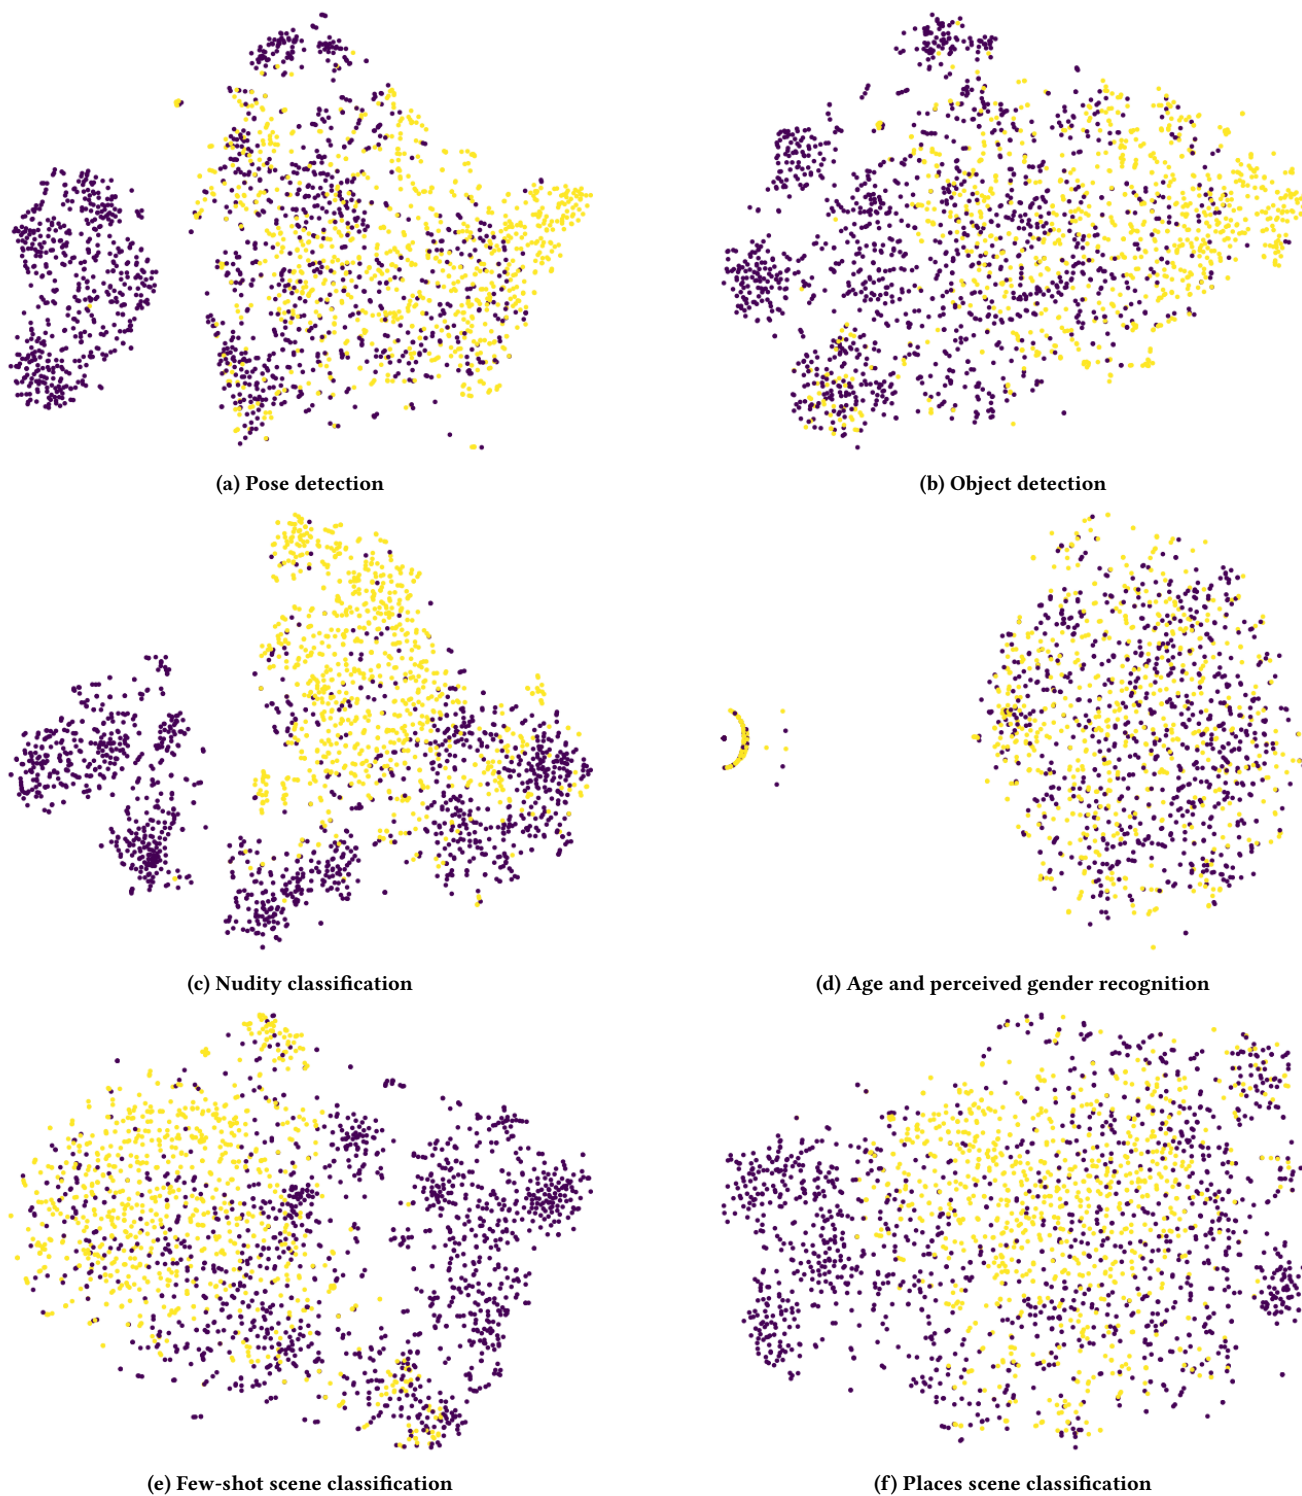 (a) Pose detection
(b) Object detection
(c) Nudity classification
(d) Age and perceived gender recognition
(e) Few-shot scene classification
(f) Places scene classification